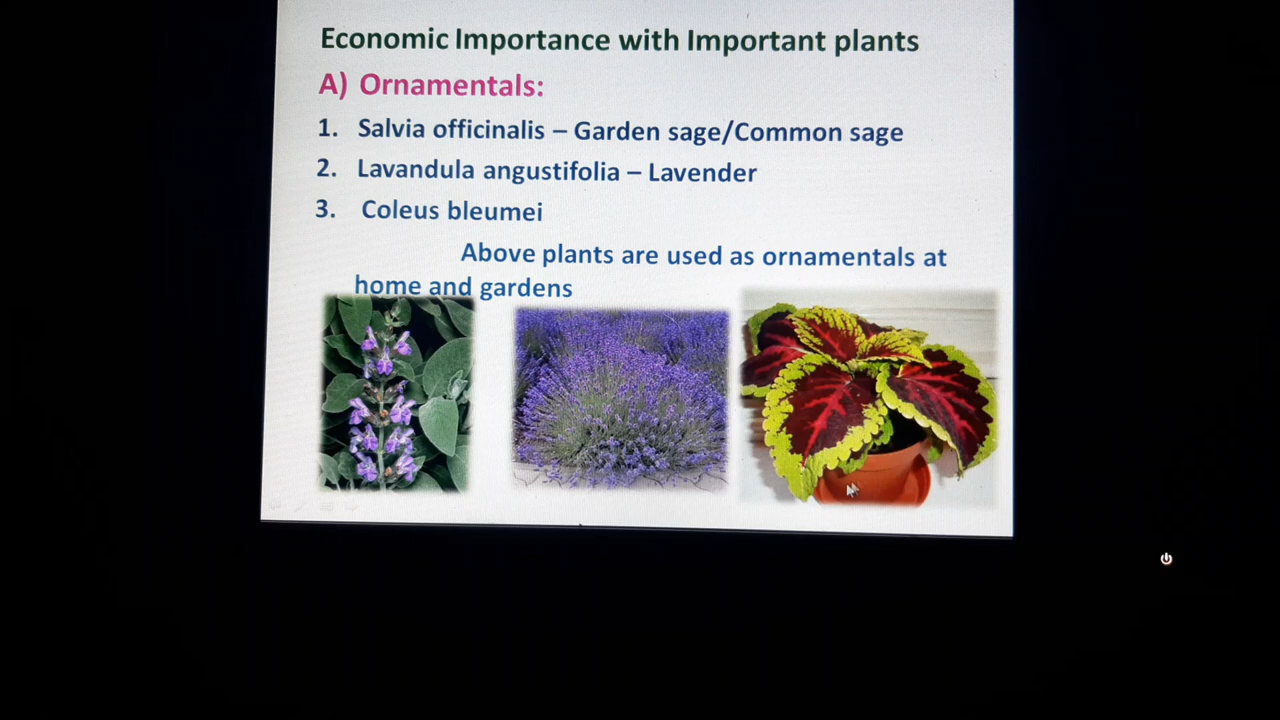 Economic Importance with Important plants
A) Ornamentals:
1. Salvia officinalis – Garden sage/Common sage
2. Lavandula angustifolia – Lavender
3. Coleus bleumei
Above plants are used as ornamentals at
home and gardens